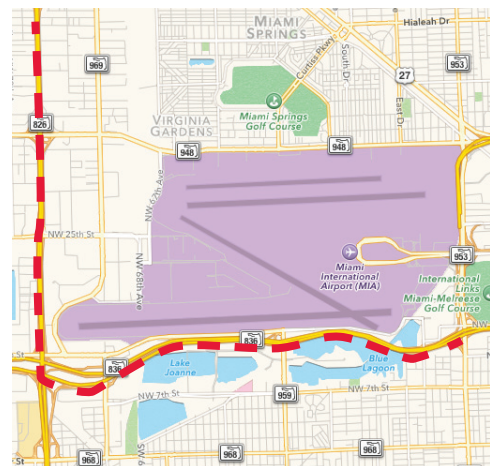 MIAMI
SPRINGS
Hialeah Dr
Curtiss Pkwy
South Dr
969
953
27
East Dr
Miami Springs
Golf Course
826
VIRGINIA
GARDENS
948
948
NW 67th Ave
NW 25th St
NW 68th Ave
Miami
International
Airport (MIA)
953
International
Links
Miami-Melreese
Golf Course
836
836
Lake
Joanne
Blue
Lagoon
NW 7th St
959
NW 7th St
968
968
968
St